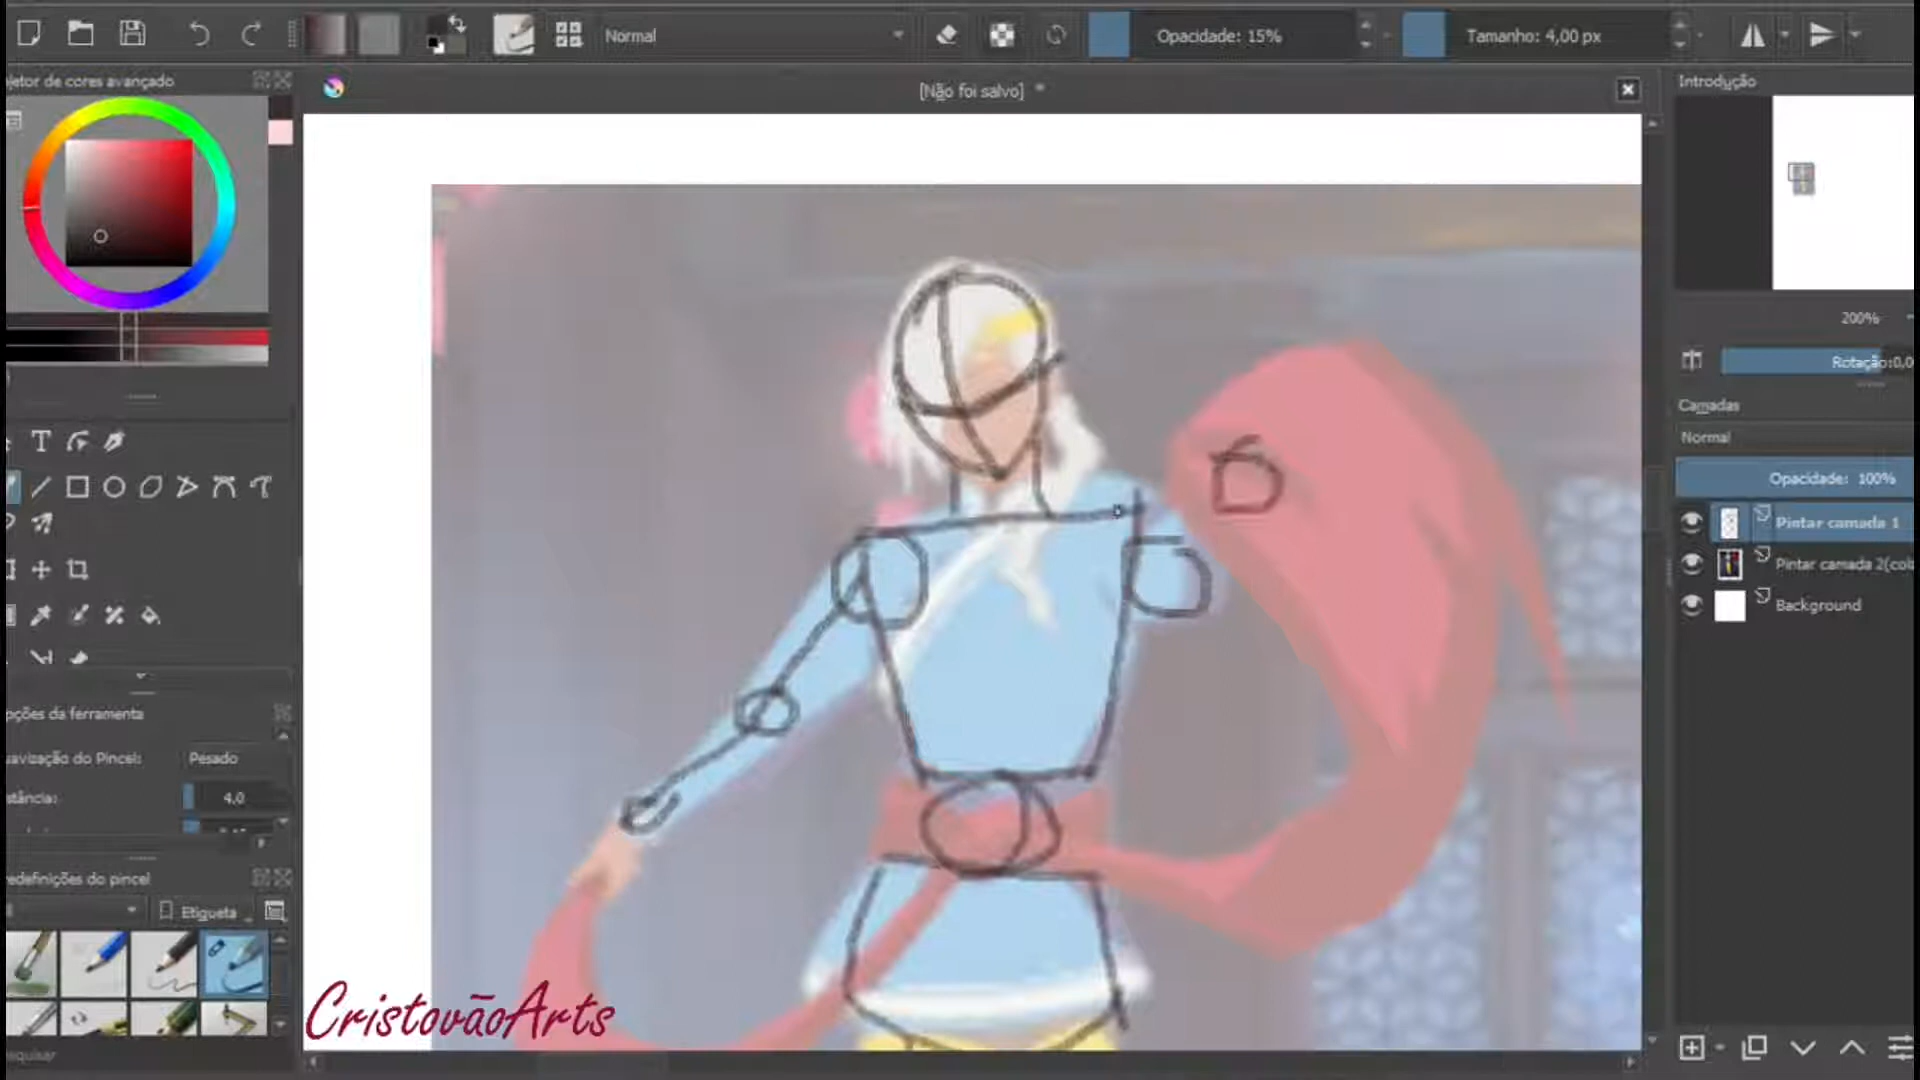 Normal
Opacidade: 15%
Tamanho: 4,00 px
letor de cores avançado
[Não foi salvo] *
Introdução
200%
Rotação:0,0
Camadas
Normal
Opacidade: 100%
Pintar camada 1
Pintar camada 2(col
Background
T
pções da ferramenta
uavização do Pincel:
Pesado
stância:
4,0
edefinições do pincel
Etiqueta
esquisar
CristovãoArts